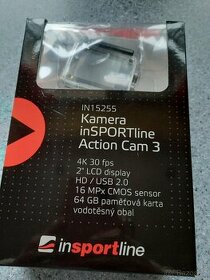 IN15255
Kamera
inSPORTline
Action Cam 3
4K 30 fps
2" LCD display
HD / USB 2.0
16 MPx CMOS sensor
64 GB paměťová karta
vodotěsný obal
insportline